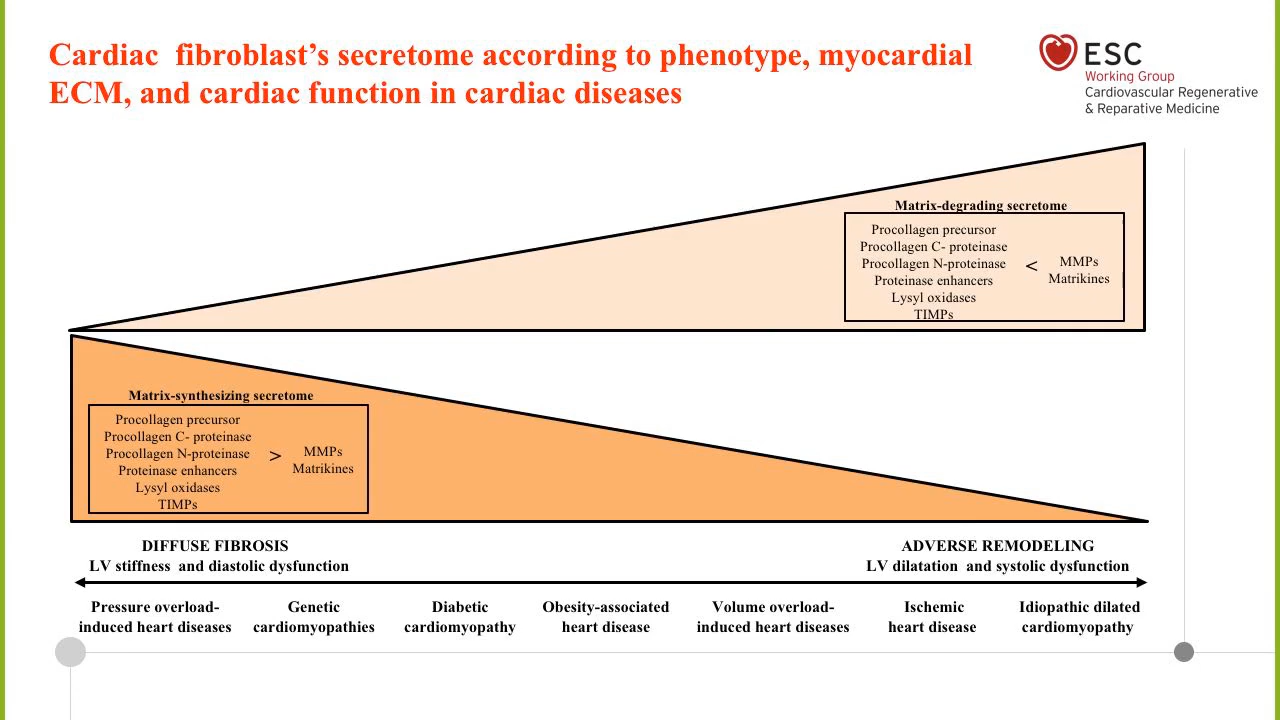 Cardiac  fibroblast’s secretome according to phenotype, myocardial
ECM, and cardiac function in cardiac diseases
ESC
Working Group
Cardiovascular Regenerative
& Reparative Medicine
Matrix-degrading secretome
Procollagen precursor
Procollagen C- proteinase
Procollagen N-proteinase
Proteinase enhancers
Lysyl oxidases
TIMPs
<
MMPs
Matrikines
Matrix-synthesizing secretome
Procollagen precursor
Procollagen C- proteinase
Procollagen N-proteinase
Proteinase enhancers
Lysyl oxidases
TIMPs
>
MMPs
Matrikines
DIFFUSE FIBROSIS
LV stiffness  and diastolic dysfunction
ADVERSE REMODELING
LV dilatation  and systolic dysfunction
Pressure overload-
induced heart diseases
Genetic
cardiomyopathies
Diabetic
cardiomyopathy
Obesity-associated
heart disease
Volume overload-
induced heart diseases
Ischemic
heart disease
Idiopathic dilated
cardiomyopathy